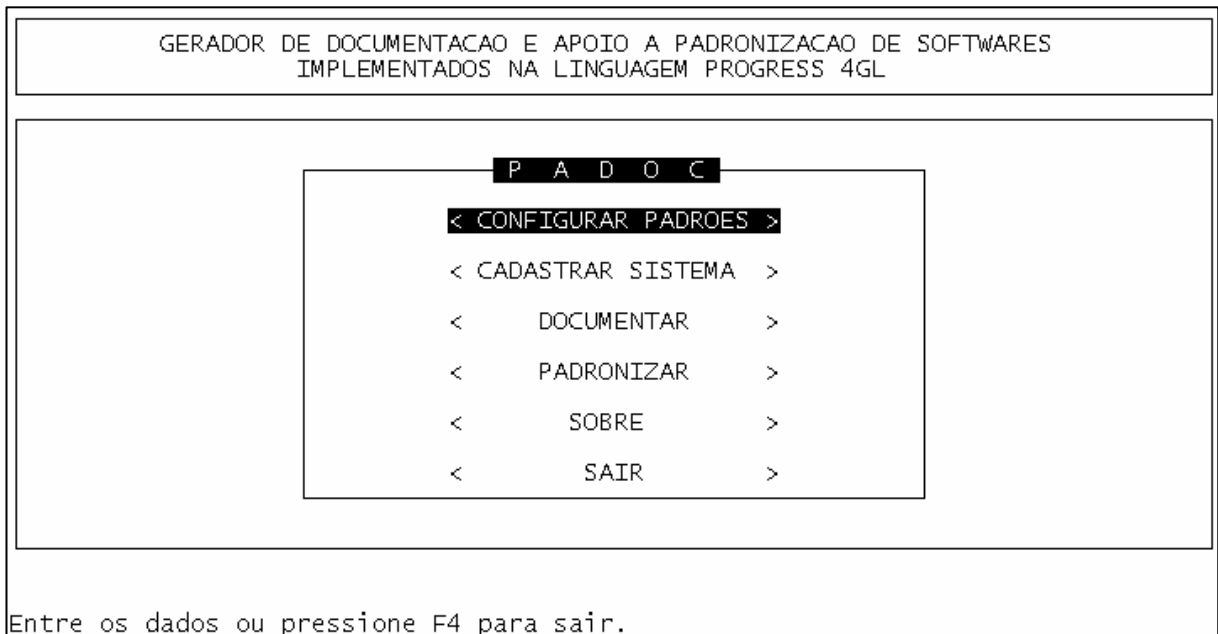 GERADOR DE DOCUMENTACAO E APOIO A PADRONIZACAO DE SOFTWARES
IMPLEMENTADOS NA LINGUAGEM PROGRESS 4GL
P A D O C
< CONFIGURAR PADROES >
< CADASTRAR SISTEMA >
< DOCUMENTAR >
< PADRONIZAR >
< SOBRE >
< SAIR >
Entre os dados ou pressione F4 para sair.